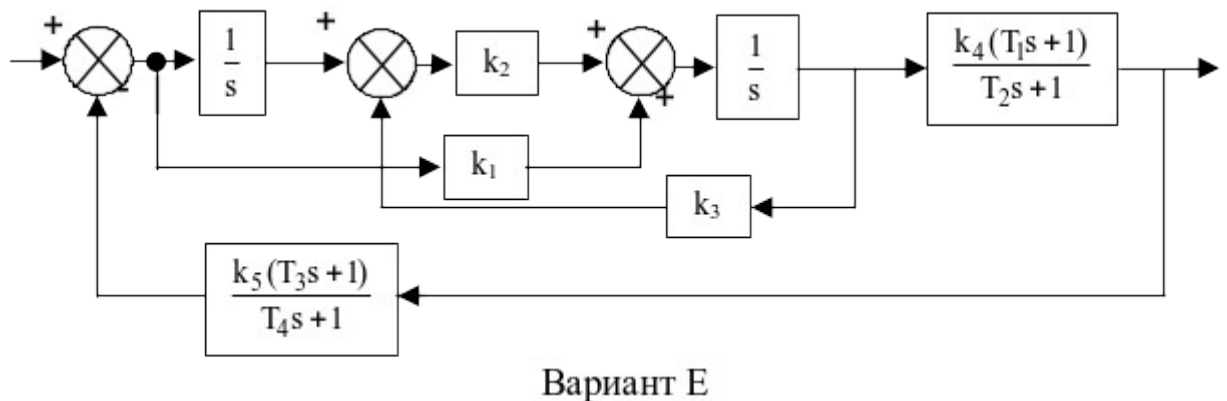 +
1
s
+
k₂
+
+
1
s
k₄(T₁s+1)
T₂s+1
-
k₁
k₃
k₅(T₃s+1)
T₄s+1
Вариант Е